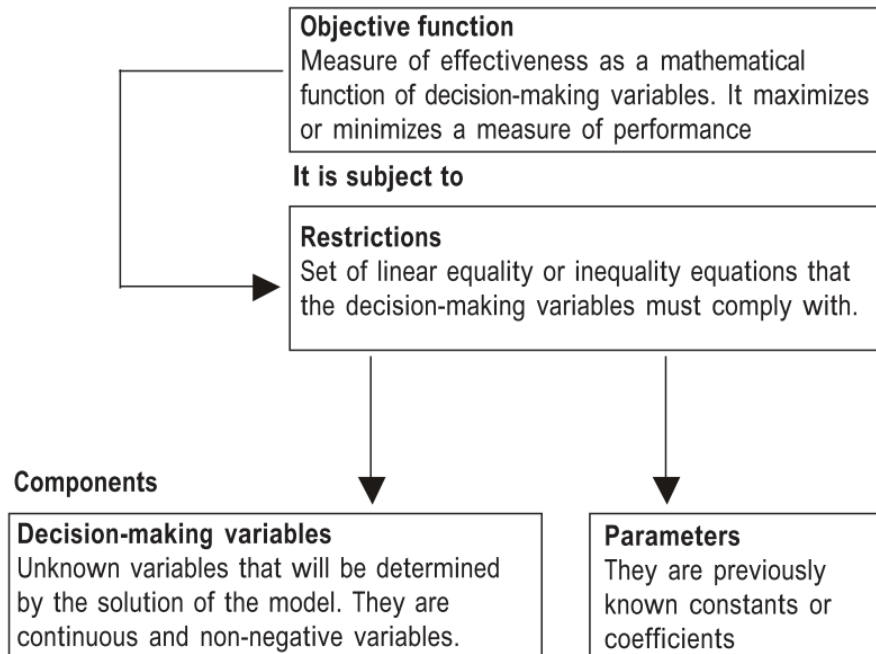 Objective function
Measure of effectiveness as a mathematical
function of decision-making variables. It maximizes
or minimizes a measure of performance
It is subject to
Restrictions
Set of linear equality or inequality equations that
the decision-making variables must comply with.
Components
Decision-making variables
Unknown variables that will be determined
by the solution of the model. They are
continuous and non-negative variables.
Parameters
They are previously
known constants or
coefficients